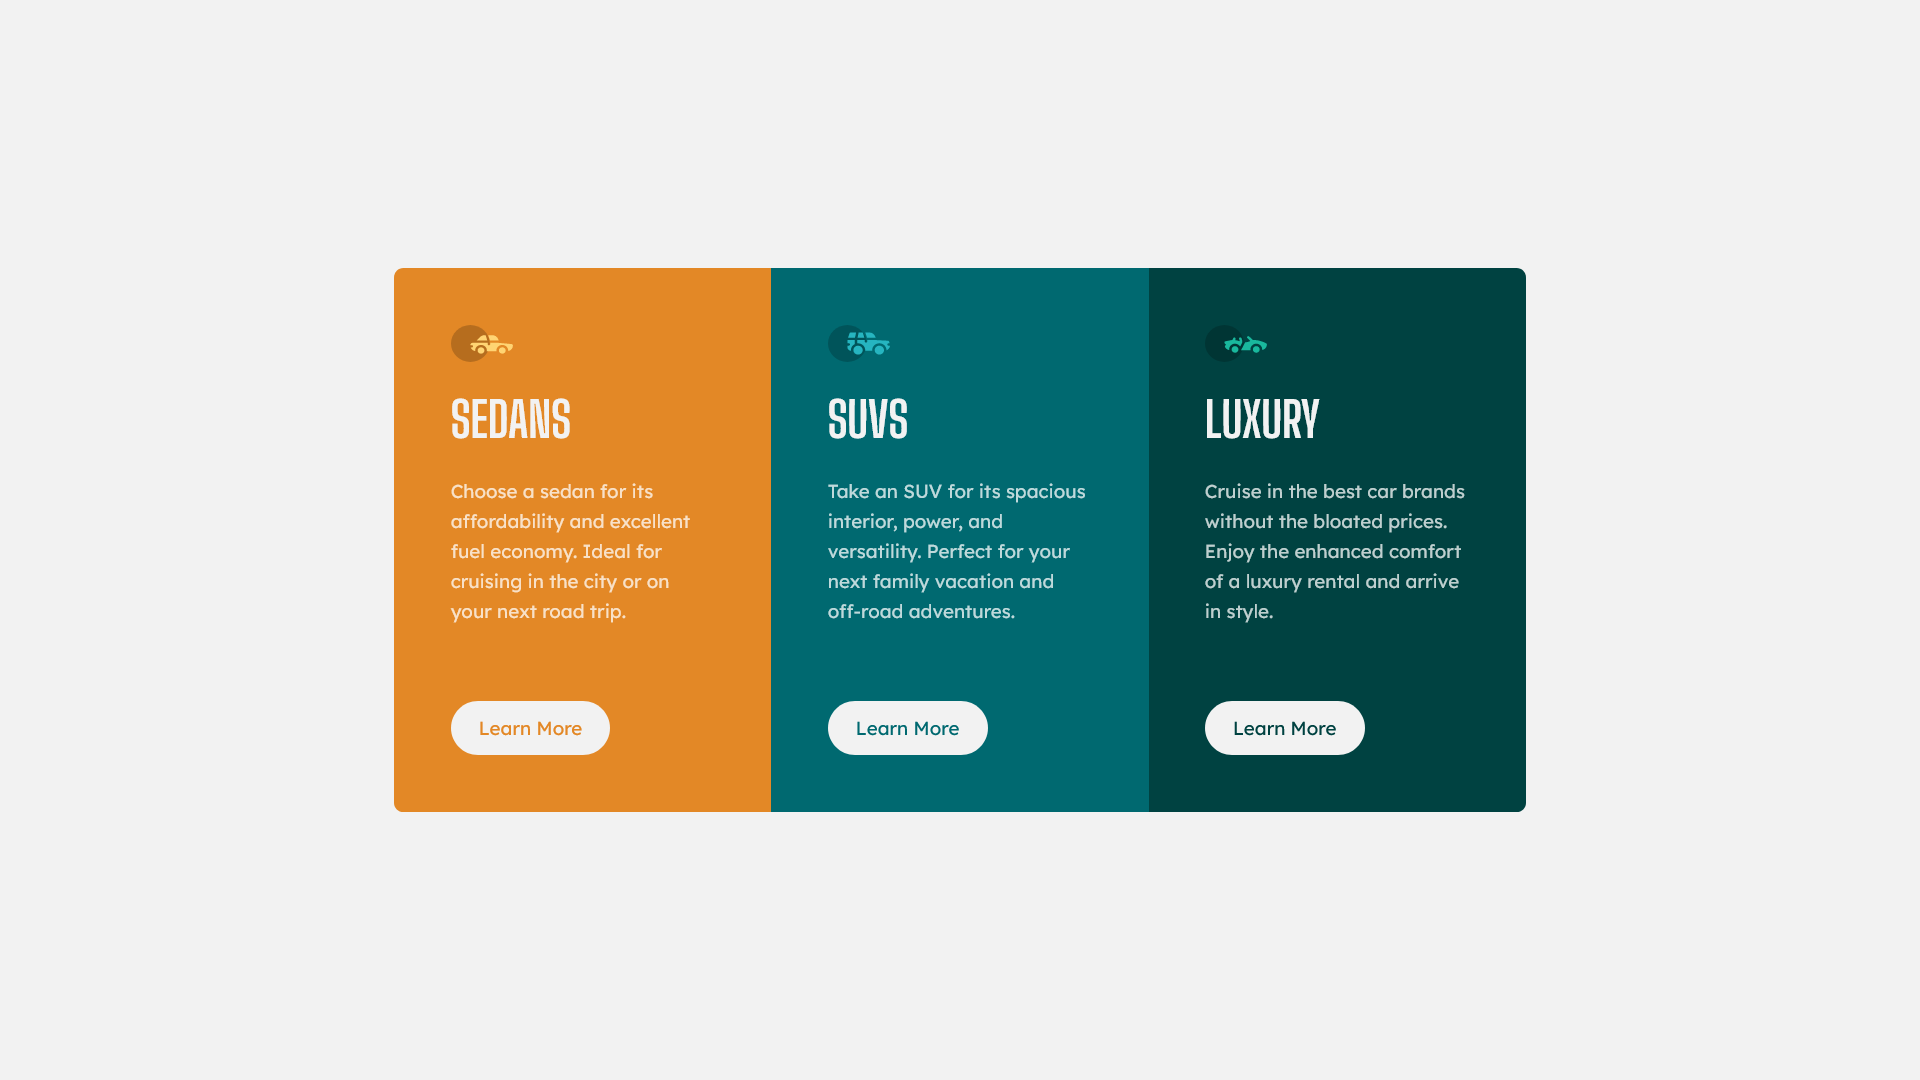 SEDANS
Choose a sedan for its
affordability and excellent
fuel economy. Ideal for
cruising in the city or on
your next road trip.
Learn More
SUVS
Take an SUV for its spacious
interior, power, and
versatility. Perfect for your
next family vacation and
off-road adventures.
Learn More
LUXURY
Cruise in the best car brands
without the bloated prices.
Enjoy the enhanced comfort
of a luxury rental and arrive
in style.
Learn More